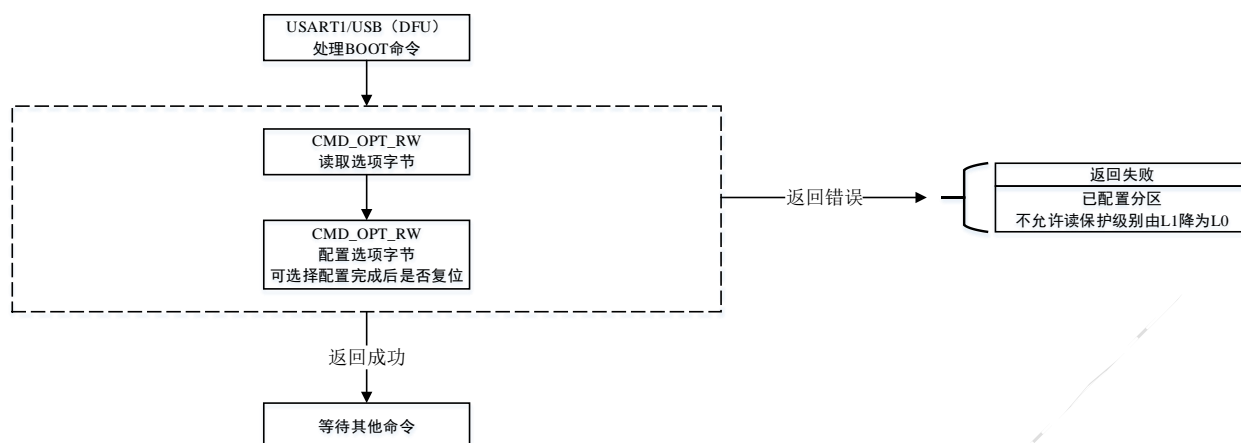 USART1/USB（DFU）
处理BOOT命令
CMD_OPT_RW
读取选项字节
CMD_OPT_RW
配置选项字节
可选择配置完成后是否复位
返回错误
返回失败
已配置分区
不允许读保护级别由L1降为L0
返回成功
等待其他命令